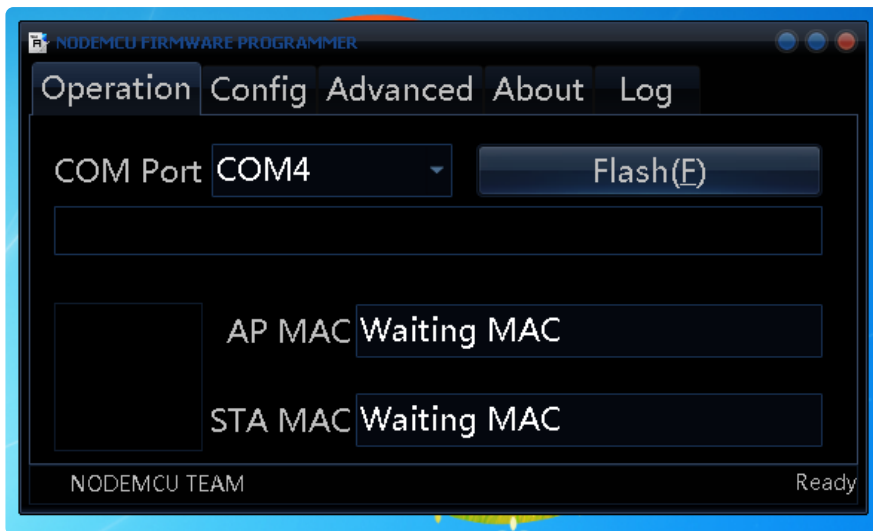 NODEMCU FIRMWARE PROGRAMMER
Operation Config Advanced About Log
COM Port COM4 Flash(F)
AP MAC Waiting MAC
STA MAC Waiting MAC
NODEMCU TEAM Ready